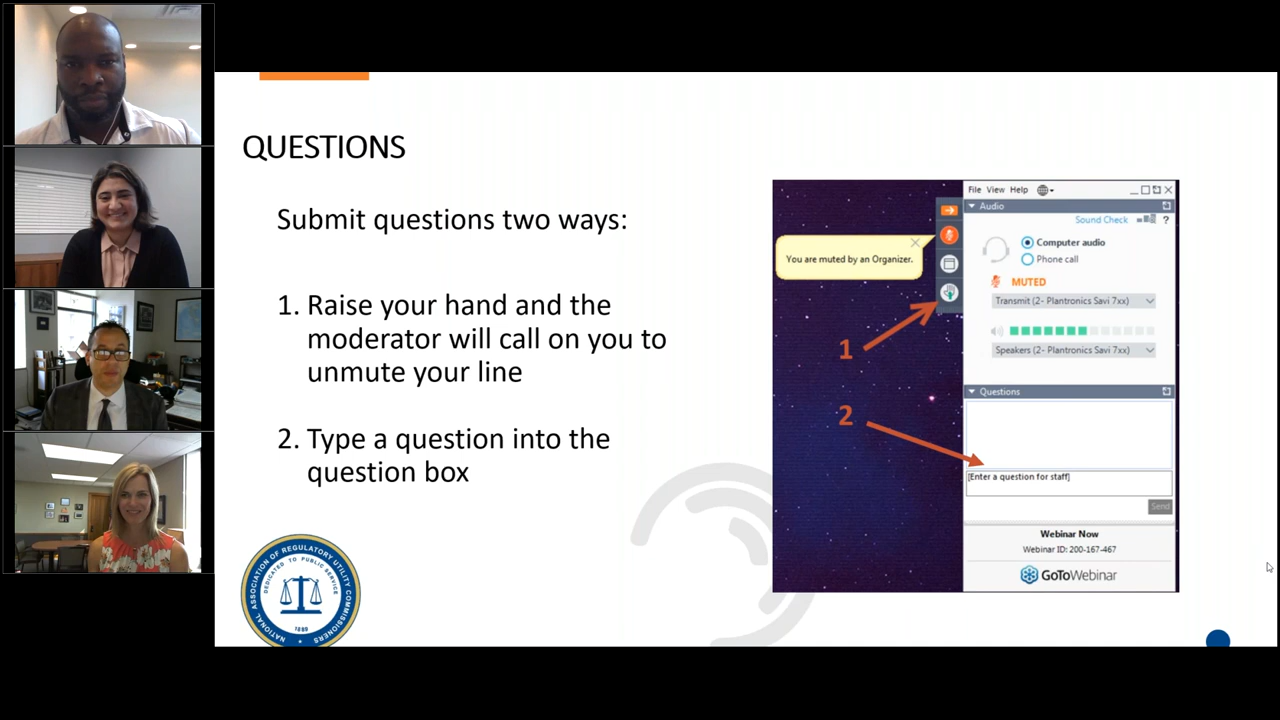 QUESTIONS
Submit questions two ways:
1. Raise your hand and the
moderator will call on you to
unmute your line
2. Type a question into the
question box
NATIONAL ASSOCIATION OF REGULATORY UTILITY COMMISSIONERS
DEDICATED TO PUBLIC SERVICE
1889
You are muted by an Organizer.
1
2
File View Help
Audio
Sound Check ?
Computer audio
Phone call
MUTED
Transmit (2- Plantronics Savi 7xx)
Speakers (2- Plantronics Savi 7xx)
Questions
[Enter a question for staff]
Send
Webinar Now
Webinar ID: 200-167-467
GoToWebinar